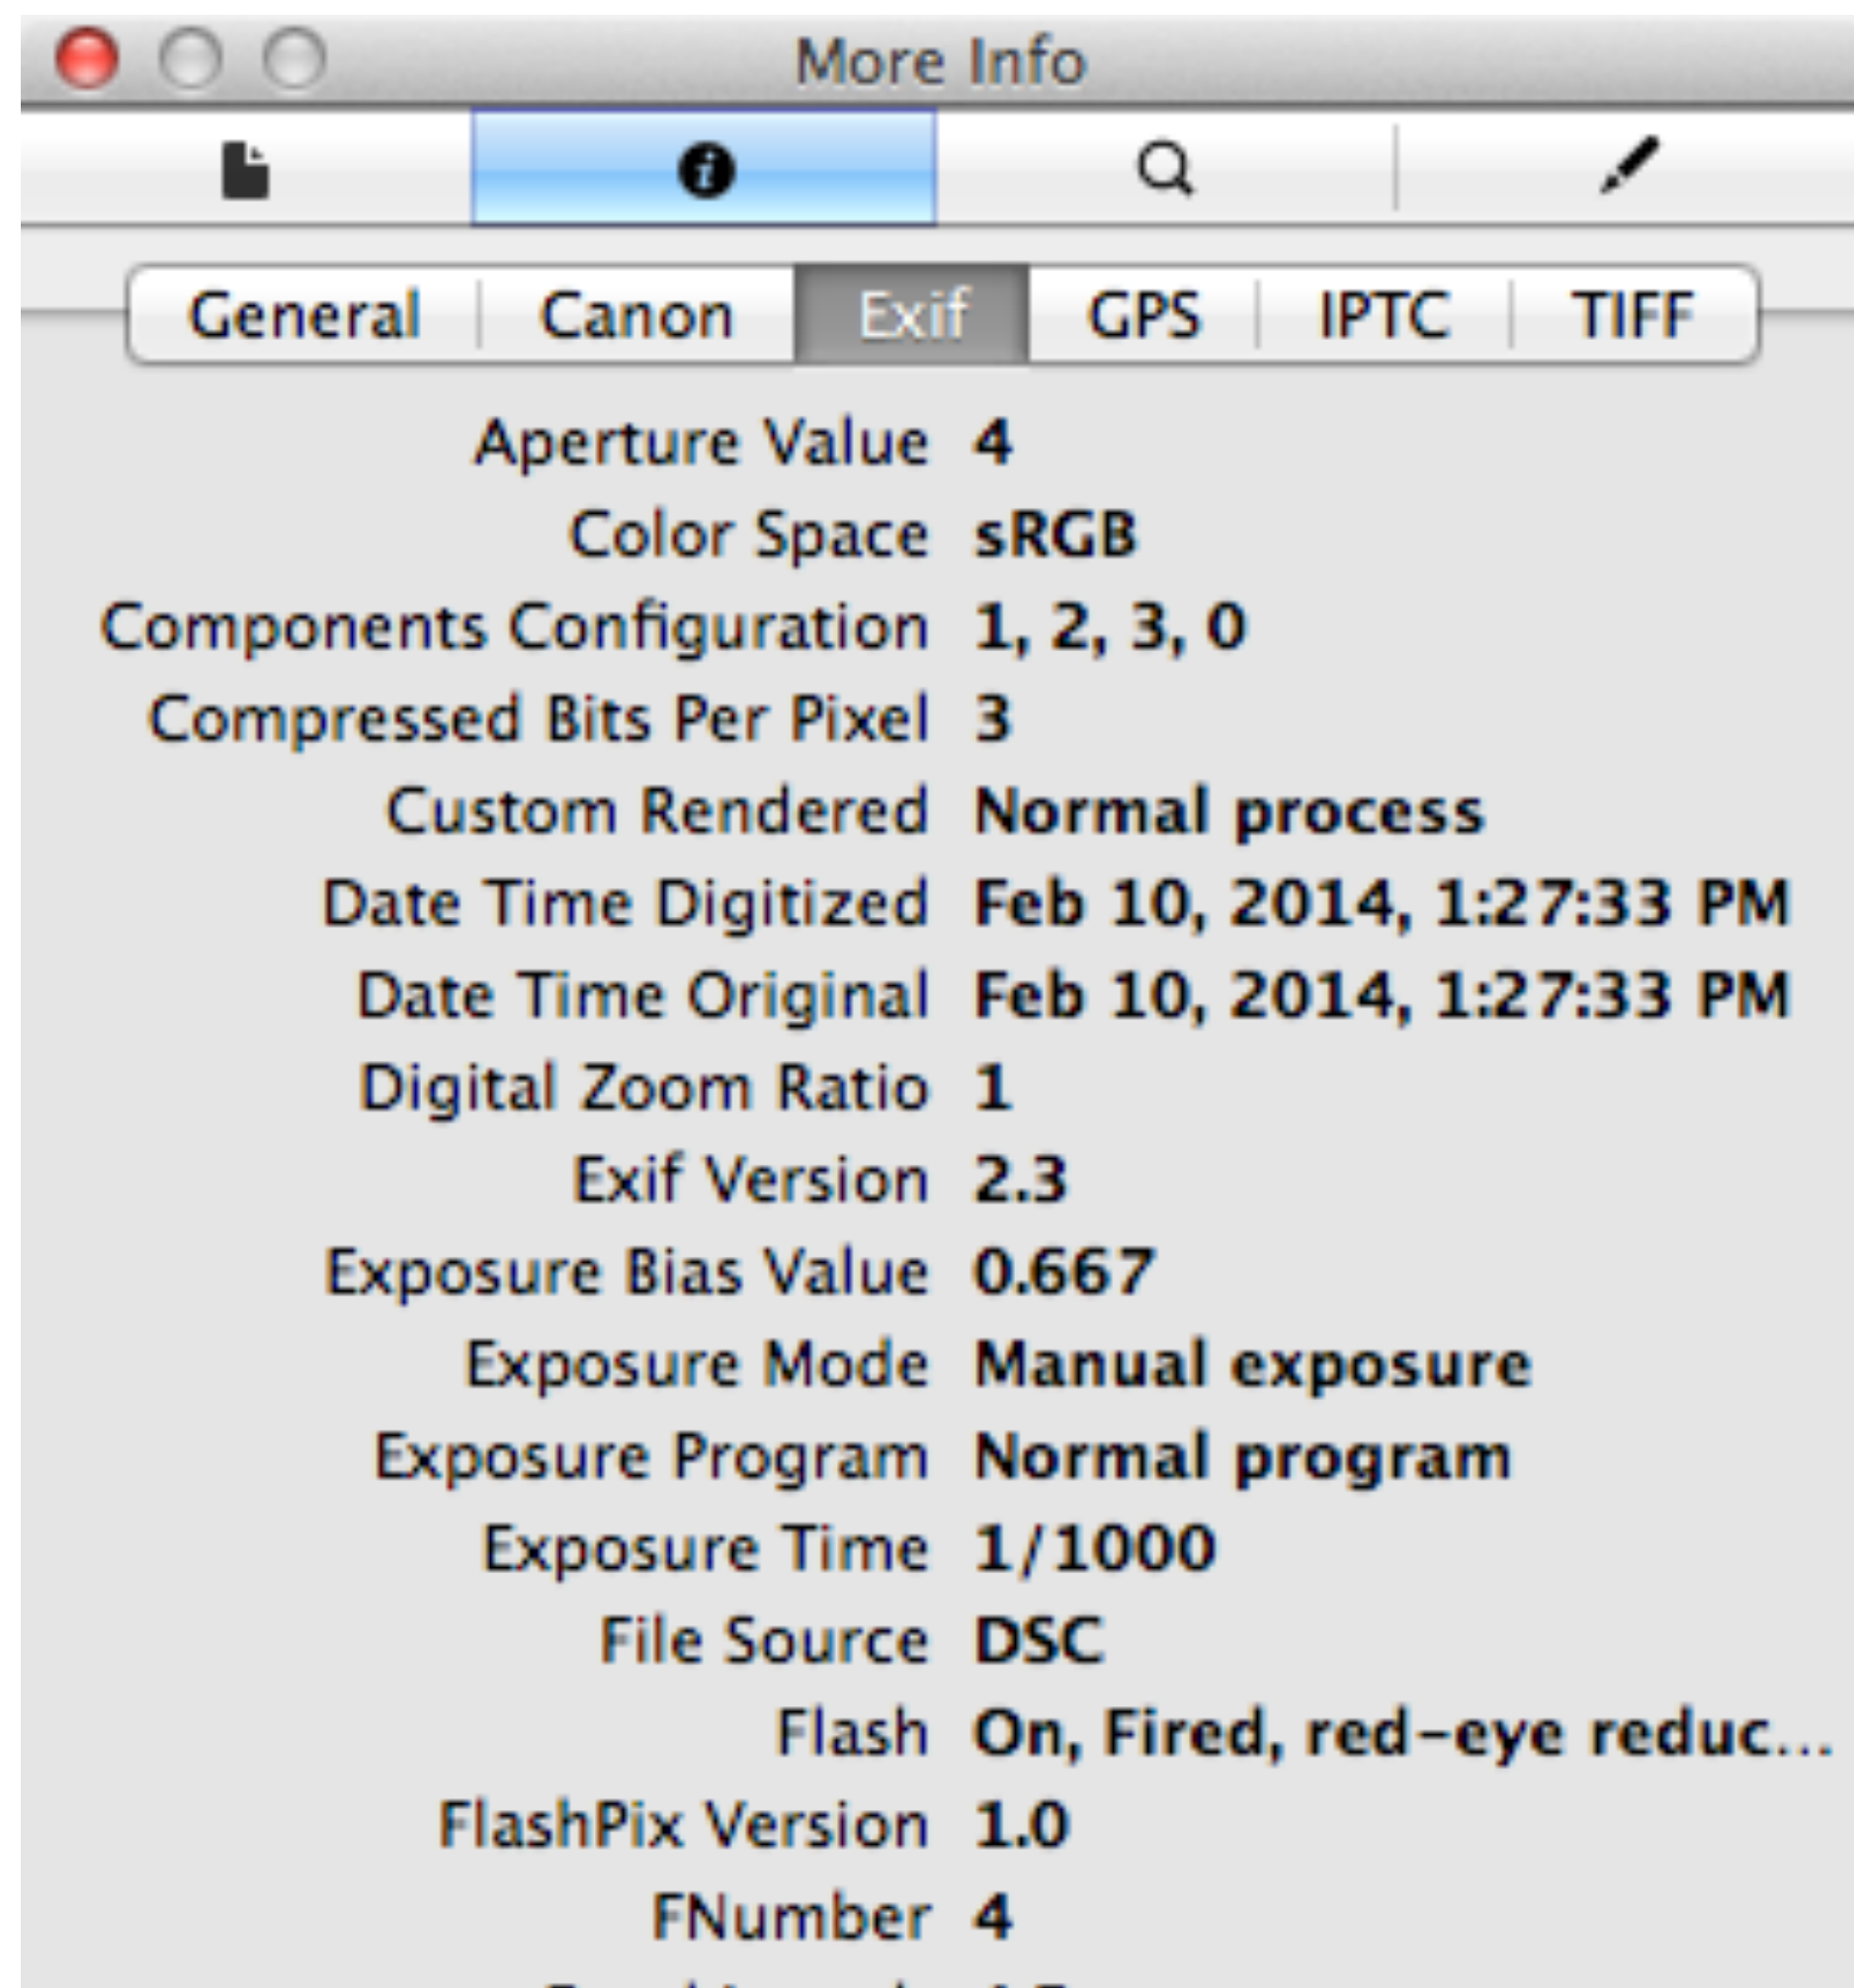 More Info
General Canon Exif GPS IPTC TIFF
Aperture Value 4
Color Space sRGB
Components Configuration 1, 2, 3, 0
Compressed Bits Per Pixel 3
Custom Rendered Normal process
Date Time Digitized Feb 10, 2014, 1:27:33 PM
Date Time Original Feb 10, 2014, 1:27:33 PM
Digital Zoom Ratio 1
Exif Version 2.3
Exposure Bias Value 0.667
Exposure Mode Manual exposure
Exposure Program Normal program
Exposure Time 1/1000
File Source DSC
Flash On, Fired, red-eye reduc...
FlashPix Version 1.0
FNumber 4